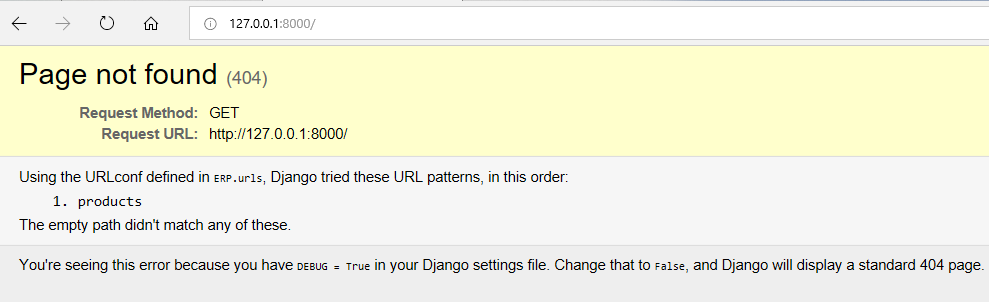 127.0.0.1:8000/
Page not found (404)
Request Method: GET
Request URL: http://127.0.0.1:8000/
Using the URLconf defined in ERP.urls, Django tried these URL patterns, in this order:
1. products
The empty path didn't match any of these.
You're seeing this error because you have DEBUG = True in your Django settings file. Change that to False, and Django will display a standard 404 page.